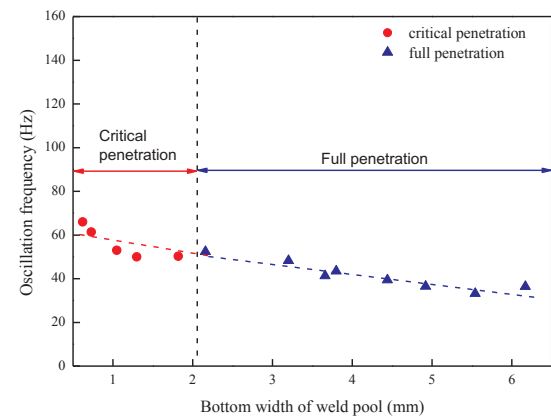 160
140
120
100
80
60
40
20
0
Oscillation frequency (Hz)
critical penetration
full penetration
Critical
penetration
Full penetration
1 2 3 4 5 6
Bottom width of weld pool (mm)